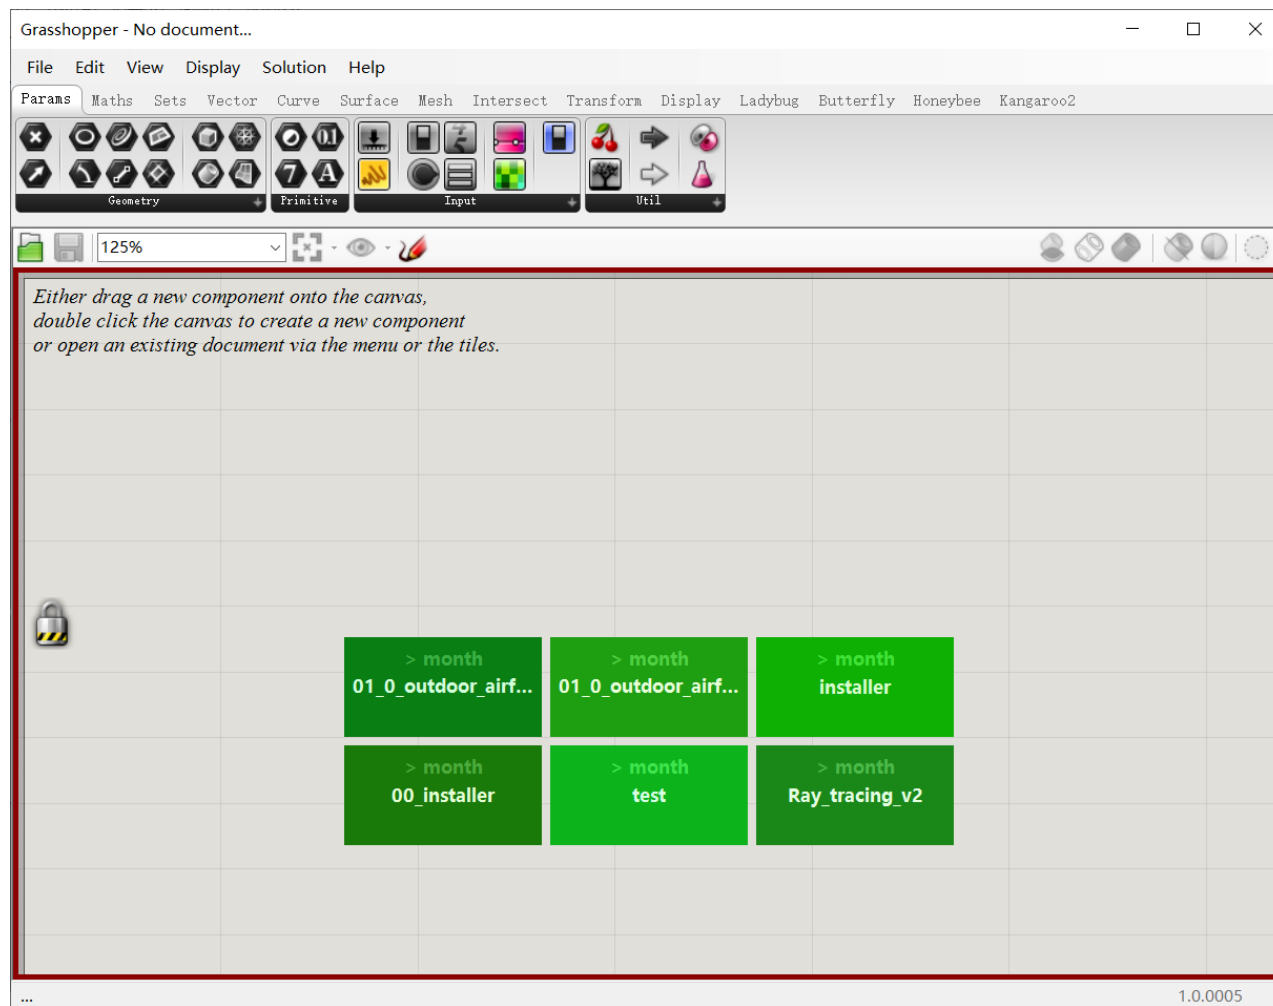 Grasshopper - No document...
File Edit View Display Solution Help
Params Maths Sets Vector Curve Surface Mesh Intersect Transform Display Ladybug Butterfly Honeybee Kangaroo2
0.1
7 A
Geometry Primitive Input Util
125%
Either drag a new component onto the canvas,
double click the canvas to create a new component
or open an existing document via the menu or the tiles.
> month > month > month
01_0_outdoor_airf... 01_0_outdoor_airf... installer
> month > month > month
00_installer test Ray_tracing_v2
... 1.0.0005